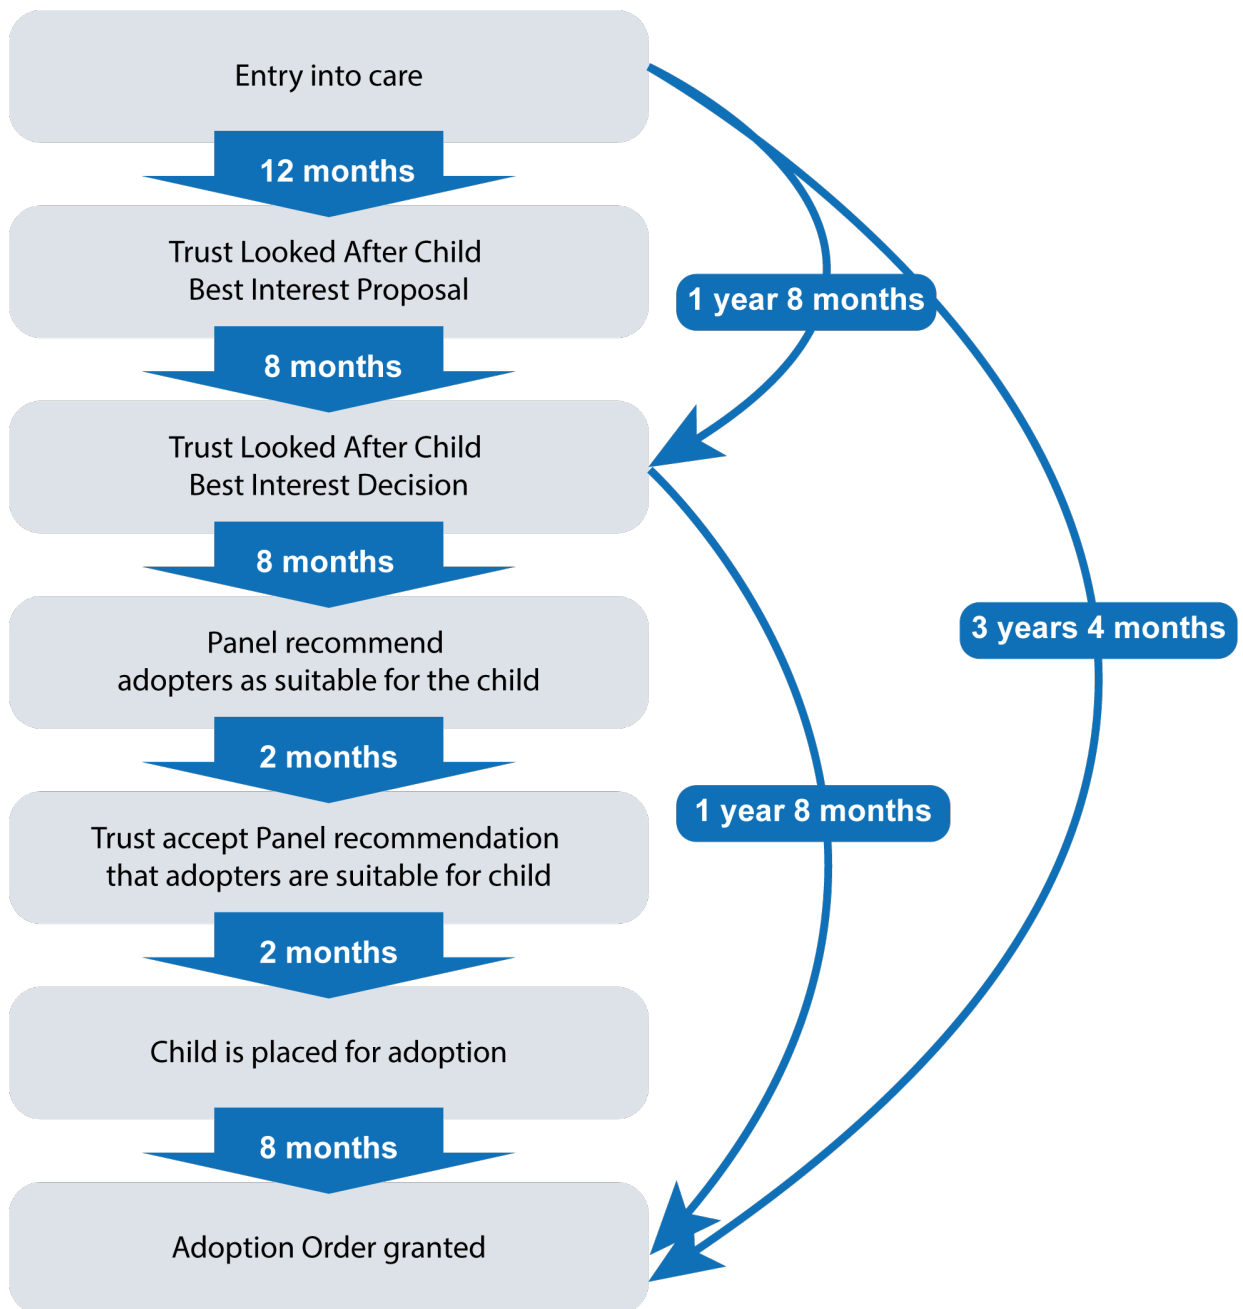 Entry into care
12 months
Trust Looked After Child
Best Interest Proposal
1 year 8 months
8 months
Trust Looked After Child
Best Interest Decision
8 months
Panel recommend
adopters as suitable for the child
3 years 4 months
2 months
1 year 8 months
Trust accept Panel recommendation
that adopters are suitable for child
2 months
Child is placed for adoption
8 months
Adoption Order granted